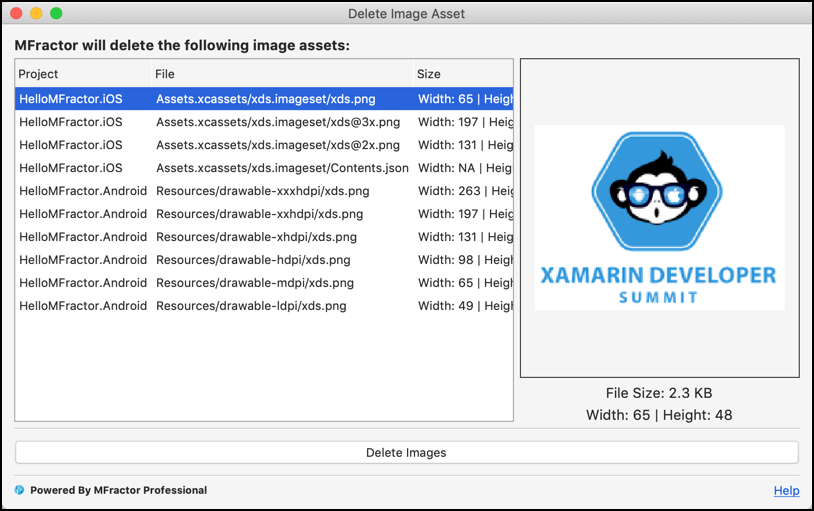 Delete Image Asset
MFractor will delete the following image assets:
Project File Size
HelloMFractor.iOS Assets.xcassets/xds.imageset/xds.png Width: 65 | Heigh
HelloMFractor.iOS Assets.xcassets/xds.imageset/xds@3x.png Width: 197 | Heig
HelloMFractor.iOS Assets.xcassets/xds.imageset/xds@2x.png Width: 131 | Heig
HelloMFractor.iOS Assets.xcassets/xds.imageset/Contents.json Width: NA | Heig
HelloMFractor.Android Resources/drawable-xxxhdpi/xds.png Width: 263 | Heig
HelloMFractor.Android Resources/drawable-xxhdpi/xds.png Width: 197 | Heig
HelloMFractor.Android Resources/drawable-xhdpi/xds.png Width: 131 | Heig
HelloMFractor.Android Resources/drawable-hdpi/xds.png Width: 98 | Heigh
HelloMFractor.Android Resources/drawable-mdpi/xds.png Width: 65 | Heigh
HelloMFractor.Android Resources/drawable-ldpi/xds.png Width: 49 | Heigh
XAMARIN DEVELOPER
SUMMIT
File Size: 2.3 KB
Width: 65 | Height: 48
Delete Images
Powered By MFractor Professional
Help